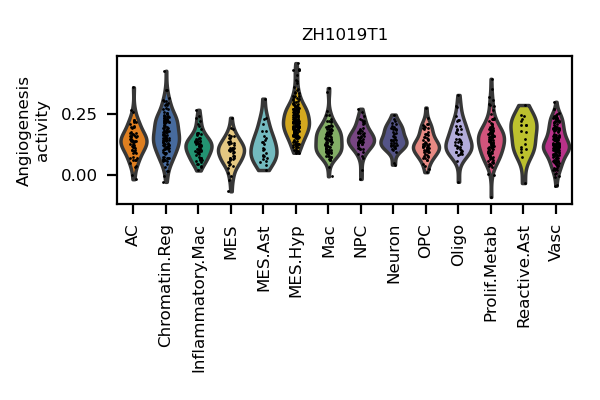 ZH1019T1
Angiogenesis
activity
0.25
0.00
AC
Chromatin.Reg
Inflammatory.Mac
MES
MES.Ast
MES.Hyp
Mac
NPC
Neuron
OPC
Oligo
Prolif.Metab
Reactive.Ast
Vasc